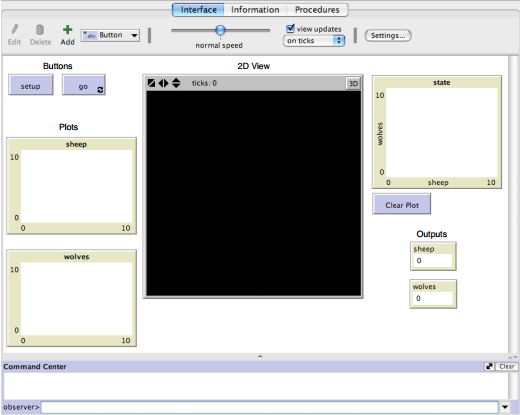 Interface Information Procedures
Edit Delete Add abc Button normal speed view updates on ticks Settings...
Buttons
setup go
Plots
sheep
10
0
0 10
wolves
10
0
0 10
2D View
ticks: 0 3D
state
10
wolves
0
0 sheep 10
Clear Plot
Outputs
sheep
0
wolves
0
Command Center Clear
observer>